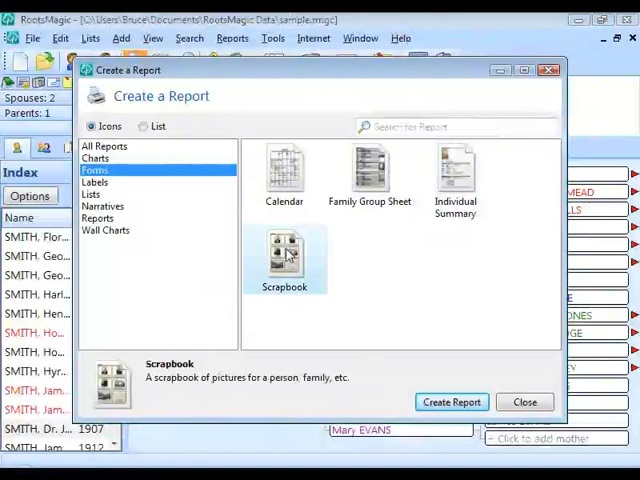 RootsMagic - [C:\Users\Bruce\Documents\RootsMagic Data\sample.rmgc]
File Edit Lists Add View Search Reports Tools Internet Window Help
Create a Report
Spouses: 2
Parents: 1
Create a Report
Icons List
Search for Report
Index
Options
Name
SMITH, Flor...
SMITH, Geo...
SMITH, Geo...
SMITH, Harl...
SMITH, Hen...
SMITH, Ho...
SMITH, Ho...
SMITH, Hyr...
SMITH, Jam...
SMITH, Jam...
SMITH, Dr. J... 1907
SMITH, Jam... 1912
All Reports
Charts
Forms
Labels
Lists
Narratives
Reports
Wall Charts
Calendar
Family Group Sheet
Individual
Summary
Scrapbook
Scrapbook
A scrapbook of pictures for a person, family, etc.
Create Report Close
MEAD
LLS
E
ONES
DGE
EY
Mary EVANS
+ Click to add mother